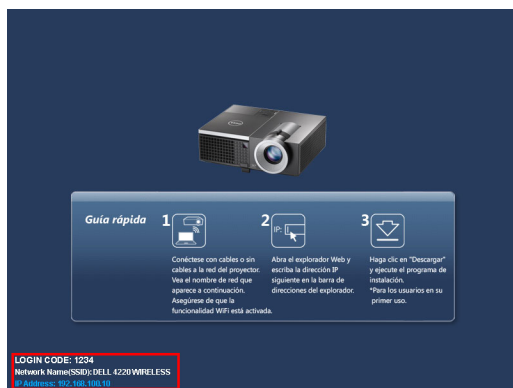 Guía rápida
1
Conéctese con cables o sin
cables a la red del proyector.
Vea el nombre de red que
aparece a continuación.
Asegúrese de que la
funcionalidad WiFi está activada.
2
IP:
Abra el explorador Web y
escriba la dirección IP
siguiente en la barra de
direcciones del explorador.
3
Haga clic en "Descargar"
y ejecute el programa de
instalación.
*Para los usuarios en su
primer uso.
LOGIN CODE: 1234
Network Name(SSID): DELL 4220 WIRELESS
IP Address: 192.168.100.10